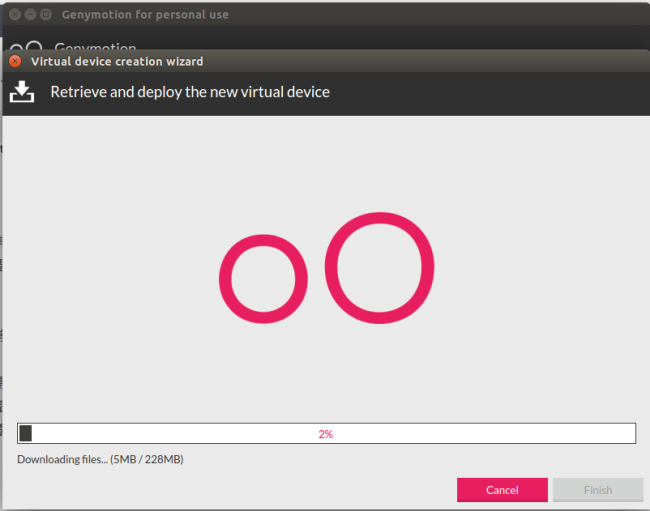 Genymotion for personal use
Genymotion
Virtual device creation wizard
Retrieve and deploy the new virtual device
2%
Downloading files... (5MB / 228MB)
Cancel
Finish